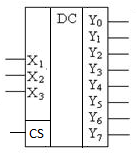 DC
X₁
X₂
X₃
CS
Y₀
Y₁
Y₂
Y₃
Y₄
Y₅
Y₆
Y₇